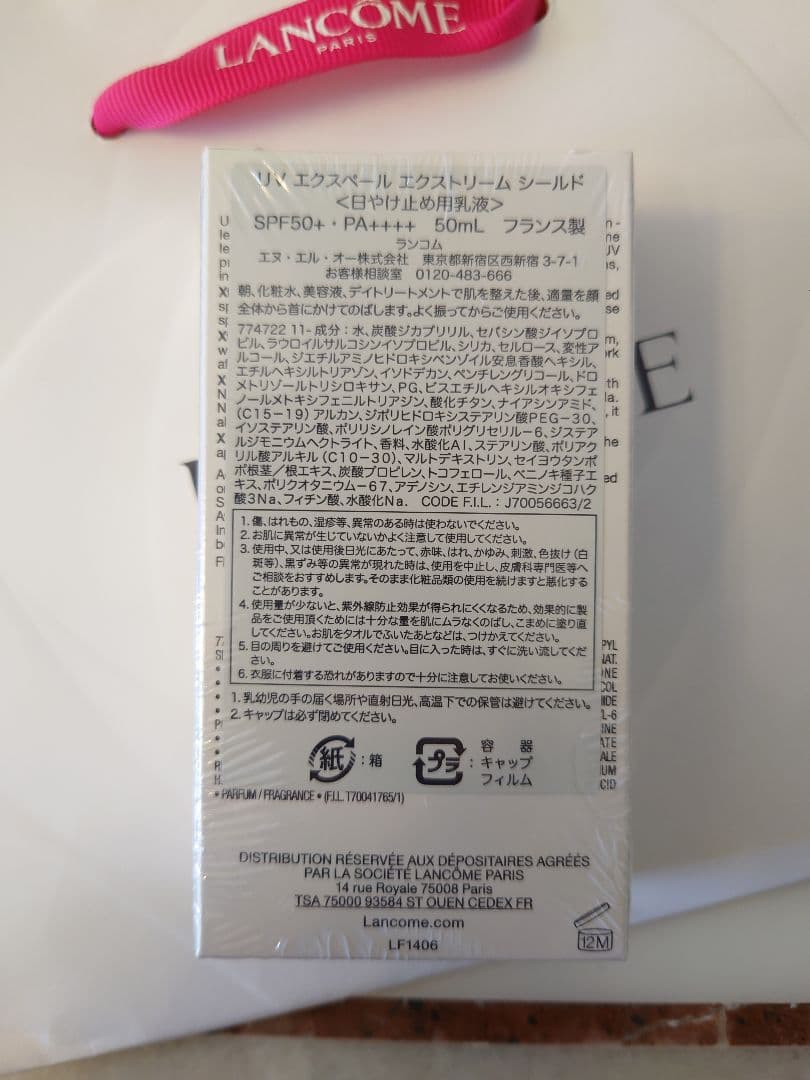 LANCÔME
PARIS
UV エクスペール エクストリーム シールド
<日やけ止め用乳液>
SPF50+・PA++++ 50mL フランス製
ランコム
エヌ・エル・オー株式会社 東京都新宿区西新宿 3-7-1
お客様相談室 0120-483-666
朝、化粧水、美容液、デイトリートメントで肌を整えた後、適量を顔
全体から首にかけてのばします。よく振ってからご使用ください。
774722 11- 成分：水、炭酸ジカプリリル、セバシン酸ジイソプロ
ピル、ラウロイルサルコシンイソプロピル、シリカ、セルロース、変性ア
ルコール、ジエチルアミノヒドロキシベンゾイル安息香酸ヘキシル、
エチルヘキシルトリアゾン、イソドデカン、ペンチレングリコール、ドロ
メトリゾールトリシロキサン、PG、ビスエチルヘキシルオキシフェ
ノールメトキシフェニルトリアジン、酸化チタン、ナイアシンアミド、
(C15-19) アルカン、ジポリヒドロキシステアリン酸PEG-30、
イソステアリン酸、ポリリシノレイン酸ポリグリセリル-6、ジステア
ルジモニウムヘクトライト、香料、水酸化Al、ステアリン酸、ポリアク
リル酸アルキル (C10-30)、マルトデキストリン、セイヨウタンポ
ポ根茎／根エキス、炭酸プロピレン、トコフェロール、ベニノキ種子エ
キス、ポリクオタニウム-67、アデノシン、エチレンジアミンジコハク
酸3Na、フィチン酸、水酸化Na. CODE F.I.L. : J70056663/2
1. 傷、はれもの、湿疹等、異常のある時は使わないでください。
2. お肌に異常が生じていないかよく注意して使用してください。
3. 使用中、又は使用後日光にあたって、赤味、はれ、かゆみ、刺激、色抜け (白
斑等)、黒ずみ等の異常が現れた時は、使用を中止し、皮膚科専門医等へ
ご相談をおすすめします。そのまま化粧品類の使用を続けますと悪化する
ことがあります。
4. 使用量が少ないと、紫外線防止効果が得られにくくなるため、効果的に製
品をご使用頂くためには十分な量を肌にムラなくのばし、こまめに塗り直
してください。お肌をタオルでふいたあとなどは、つけかえてください。
5. 目の周りを避けてご使用ください。目に入った時は、すぐに洗い流してくだ
さい。
6. 衣服に付着する恐れがありますので十分に注意してお使いください。
1. 乳幼児の手の届く場所や直射日光、高温下での保管は避けてください。
2. キャップは必ず閉めてください。
紙：箱
プラ：容器
キャップ
フィルム
• PARFUM / FRAGRANCE • (F.I.L. T70041765/1)
DISTRIBUTION RÉSERVÉE AUX DÉPOSITAIRES AGRÉÉS
PAR LA SOCIÉTÉ LANCÔME PARIS
14 rue Royale 75008 Paris
TSA 75000 93584 ST OUEN CEDEX FR
Lancome.com
LF1406
12M